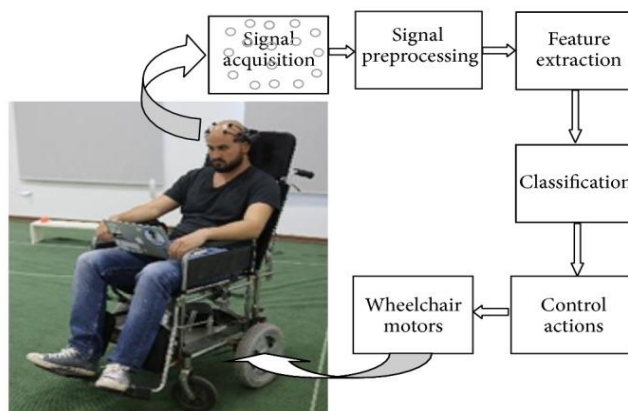 Signal
acquisition
Signal
preprocessing
Feature
extraction
Classification
Control
actions
Wheelchair
motors